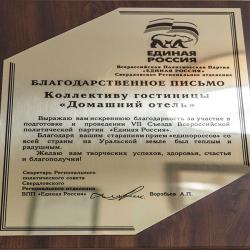 ЕДИНАЯ
РОССИЯ
Всероссийская Политическая Партия
"ЕДИНАЯ РОССИЯ"
Свердловское Региональное отделение
БЛАГОДАРСТВЕННОЕ ПИСЬМО
Коллективу гостиницы
«Домашний отель»
Выражаю вам искреннюю благодарность за участие в
подготовке и проведении VII Съезда Всероссийской
политической партии «Единая Россия».
Благодаря вашим стараниям прием «единороссов» со
всей страны на Уральской земле был теплым и
радушным.
Желаю вам творческих успехов, здоровья, счастья
и благополучия!
Секретарь Регионального
политического совета
Свердловского
Регионального отделения
ВПП «Единая Россия»
Воробьев А.П.